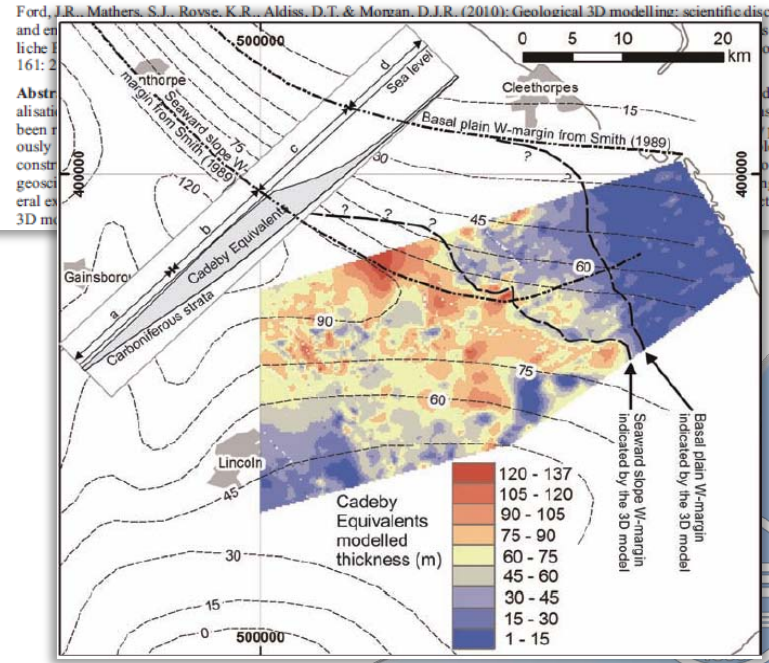 Ford, J.R., Mathers, S.J., Royse, K.R., Aldiss, D.T. & Morgan, D.J.R. (2010): Geological 3D modelling: scientific disc
and en
liche
161: 2
Abstr
alisatio
been r
ously
constr
geosci
eral ex
3D mo
500000
0 5 10 15 20
km
nthorpe
Cleethorpes
Seaward slope W-
margin from Smith (1989)
Basal plain W-margin from Smith (1989)
Sea level
a
b
c
d
Cadeby Equivalents
Carboniferous strata
15
75
30
120
45
60
90
75
60
45
30
15
0
? ? ? ? ?
400000
400000
Gainsboro
Lincoln
Seaward slope W-margin
indicated by the 3D model
Basal plain W-margin
indicated by the 3D model
Cadeby
Equivalents
modelled
thickness (m)
120 - 137
105 - 120
90 - 105
75 - 90
60 - 75
45 - 60
30 - 45
15 - 30
1 - 15
500000